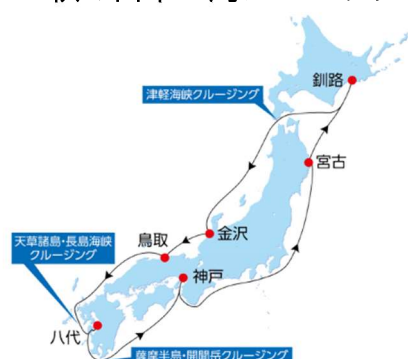 釧路
津軽海峡クルージング
宮古
金沢
鳥取
天草諸島・長島海峡
クルージング
神戸
八代
薩摩半島・開聞岳クルージング